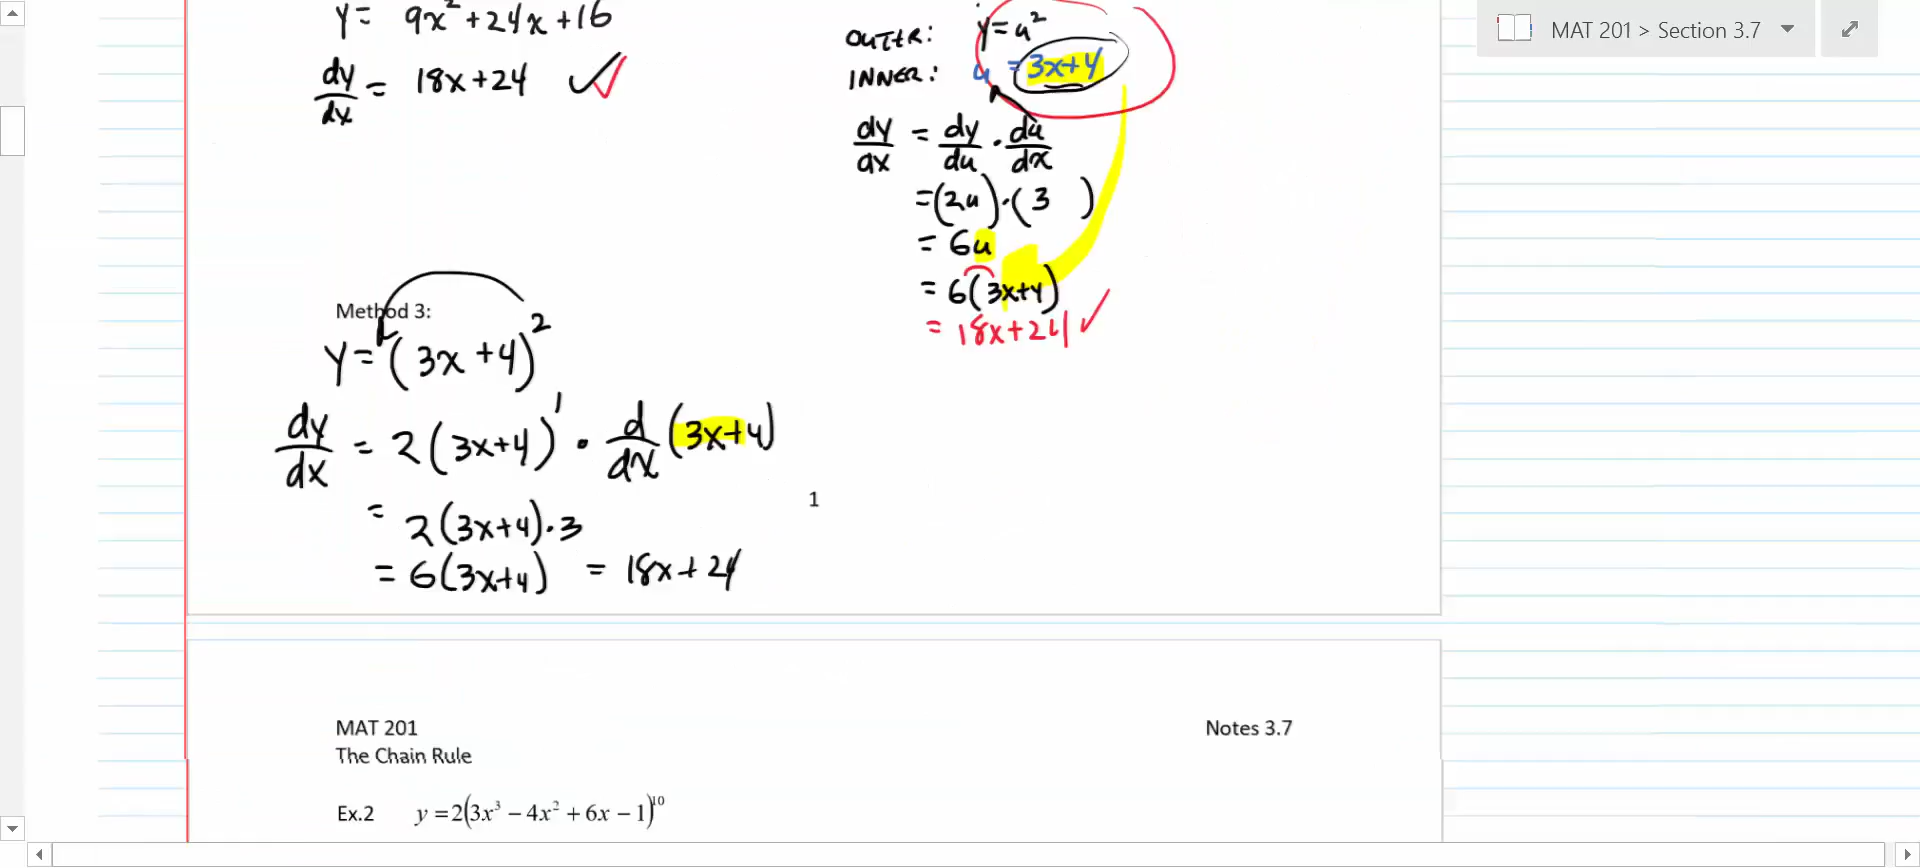 MAT 201 > Section 3.7
y = 9x² + 24x + 16
dy/dx = 18x + 24
OUTER: y = u²
INNER: u = 3x+4
dy/dx = dy/du · du/dx
= (2u) · (3 )
= 6u
= 6(3x+4)
= 18x+24
Method 3:
y = (3x + 4)²
dy/dx = 2(3x+4)¹ · d/dx (3x+4)
= 2(3x+4)·3
= 6(3x+4) = 18x+24
1
MAT 201 Notes 3.7
The Chain Rule
Ex.2 y = 2(3x³ − 4x² + 6x − 1)¹⁰